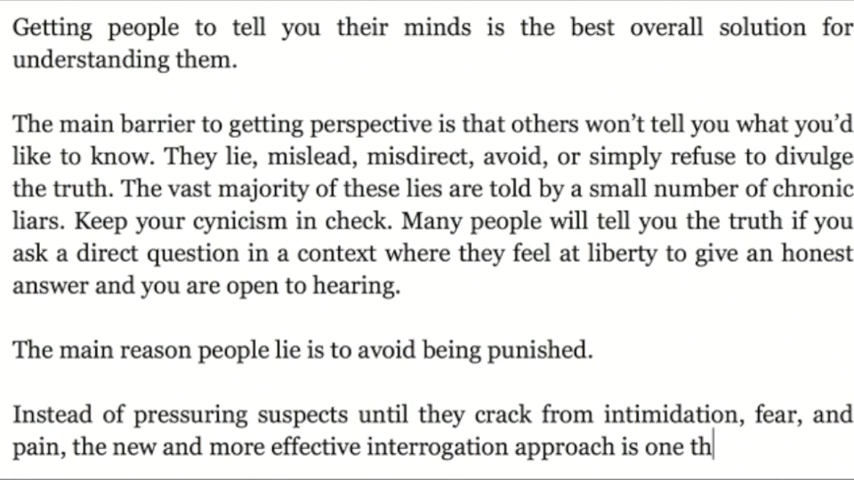 Getting people to tell you their minds is the best overall solution for
understanding them.
The main barrier to getting perspective is that others won’t tell you what you’d
like to know. They lie, mislead, misdirect, avoid, or simply refuse to divulge
the truth. The vast majority of these lies are told by a small number of chronic
liars. Keep your cynicism in check. Many people will tell you the truth if you
ask a direct question in a context where they feel at liberty to give an honest
answer and you are open to hearing.
The main reason people lie is to avoid being punished.
Instead of pressuring suspects until they crack from intimidation, fear, and
pain, the new and more effective interrogation approach is one th